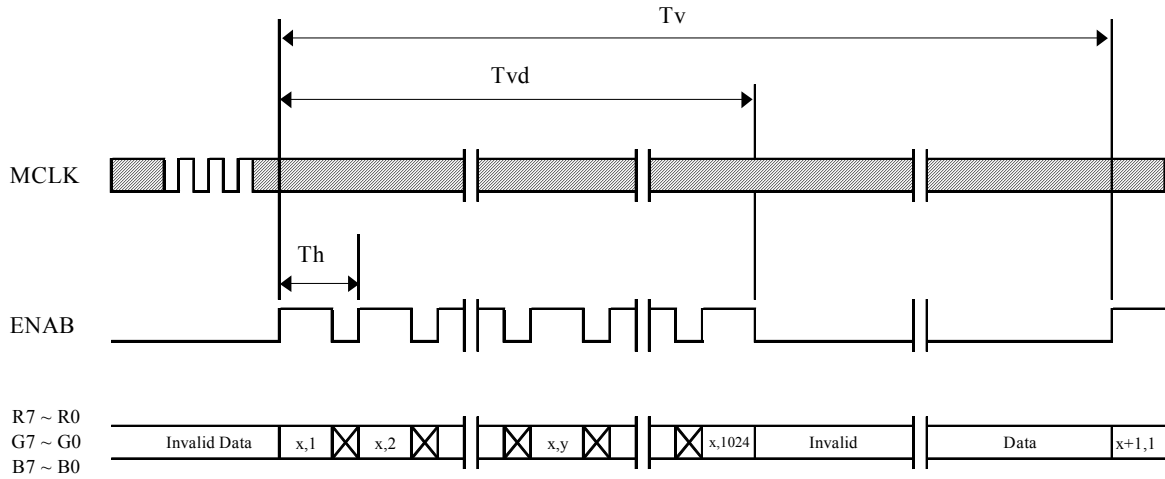 Tv
Tvd
MCLK
Th
ENAB
R7 ~ R0
G7 ~ G0
B7 ~ B0
Invalid Data x,1 x,2 x,y x,1024 Invalid Data x+1,1